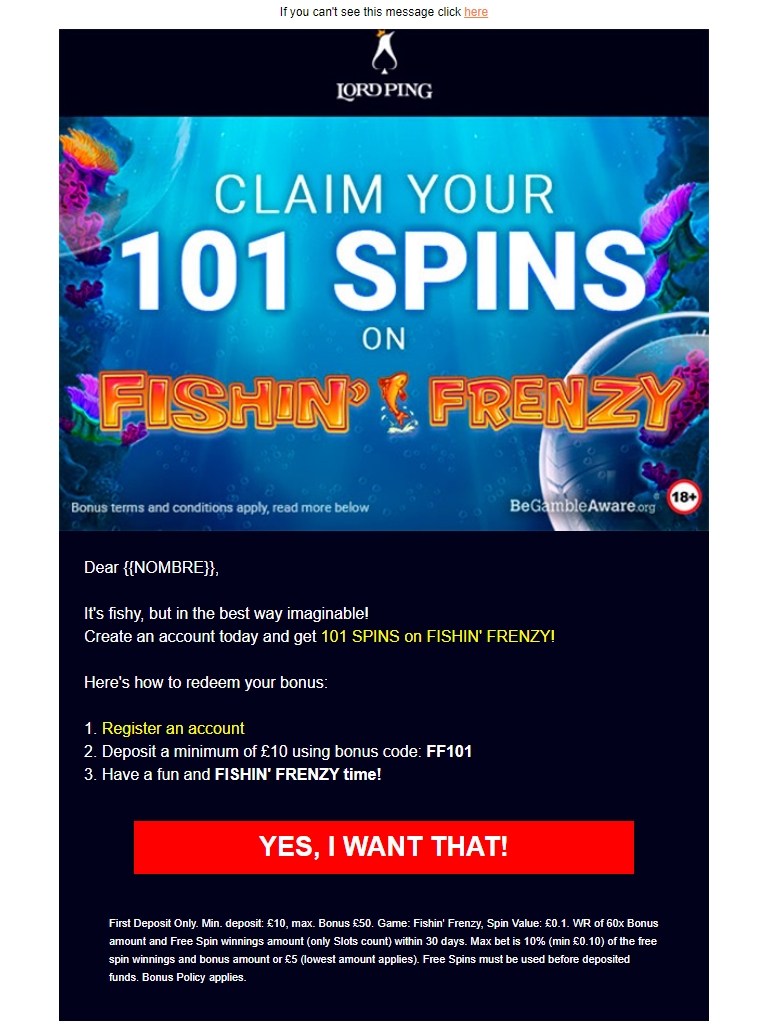 If you can't see this message click here
LORD PING
CLAIM YOUR
101 SPINS
ON
FISHIN' FRENZY
Bonus terms and conditions apply, read more below
BeGambleAware.org
18+
Dear {{NOMBRE}},
It's fishy, but in the best way imaginable!
Create an account today and get 101 SPINS on FISHIN' FRENZY!
Here's how to redeem your bonus:
1. Register an account
2. Deposit a minimum of £10 using bonus code: FF101
3. Have a fun and FISHIN' FRENZY time!
YES, I WANT THAT!
First Deposit Only. Min. deposit: £10, max. Bonus £50. Game: Fishin' Frenzy, Spin Value: £0.1. WR of 60x Bonus
amount and Free Spin winnings amount (only Slots count) within 30 days. Max bet is 10% (min £0.10) of the free
spin winnings and bonus amount or £5 (lowest amount applies). Free Spins must be used before deposited
funds. Bonus Policy applies.